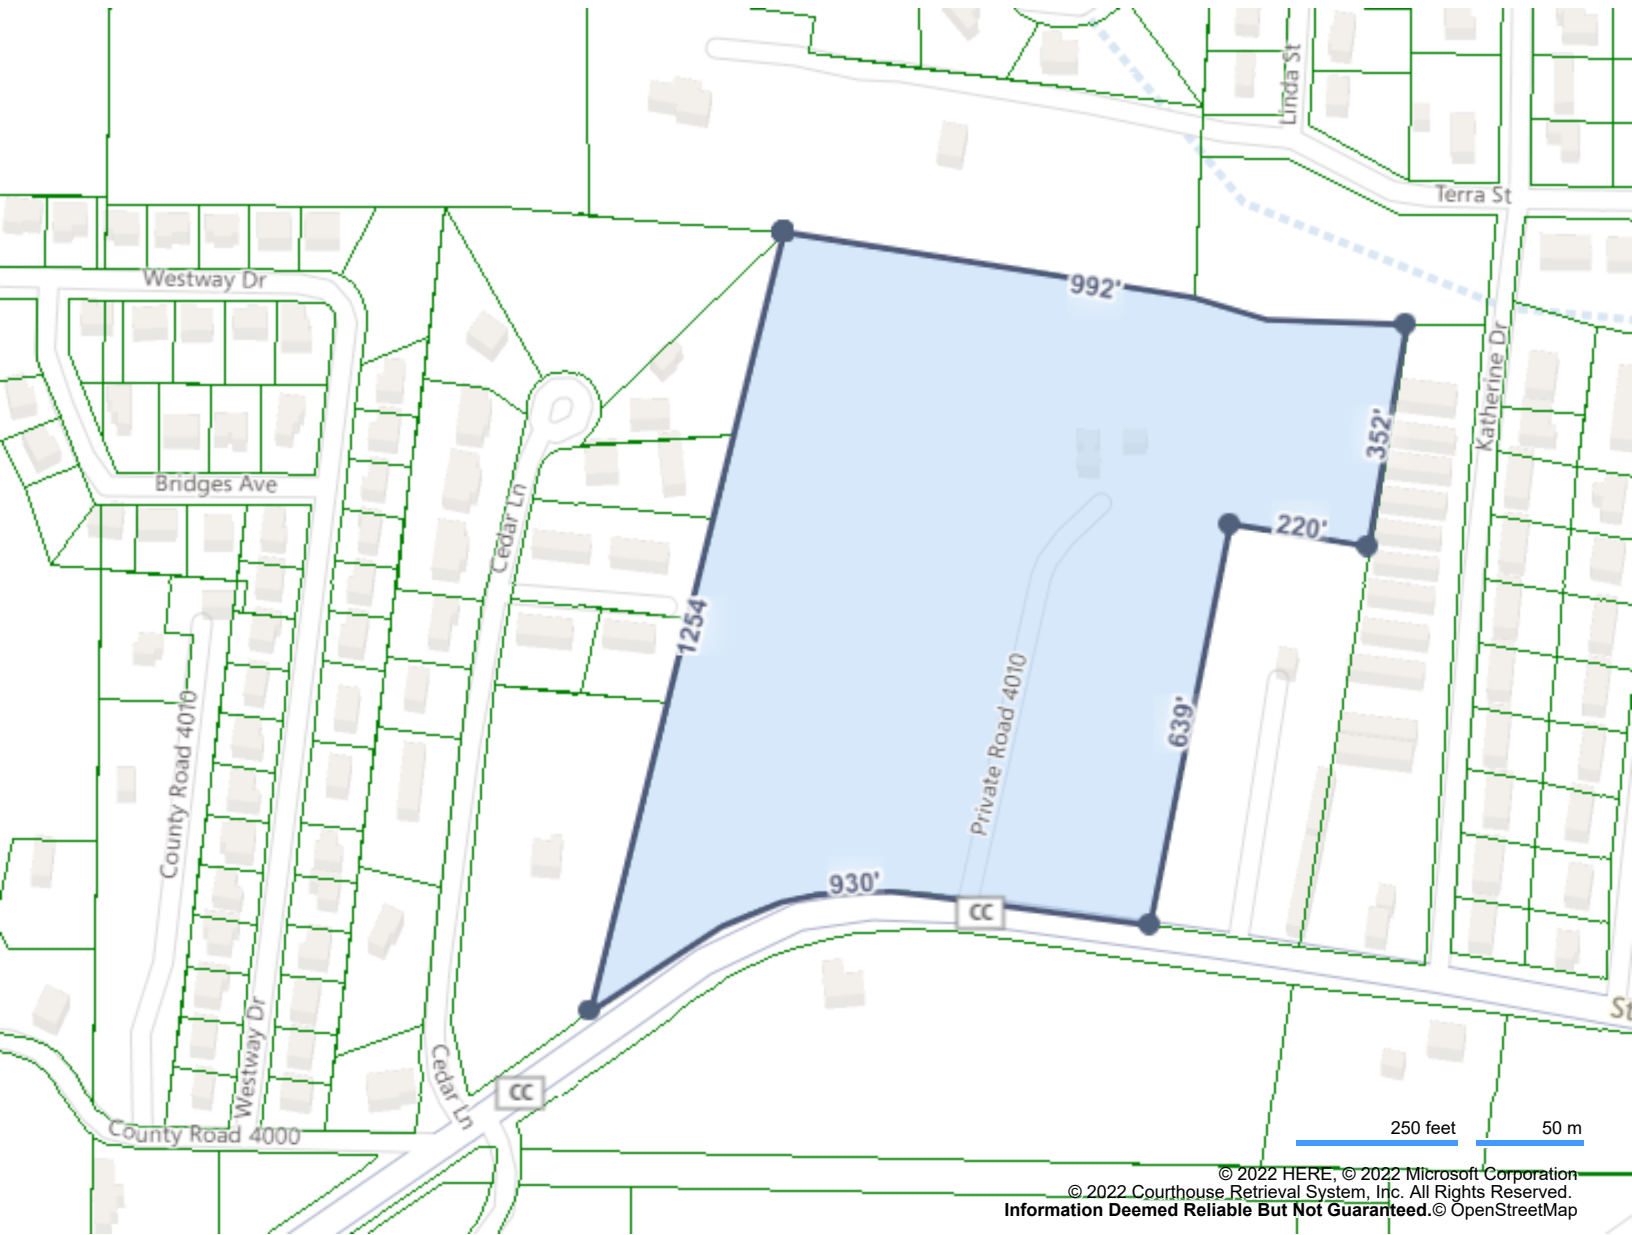 Linda St
Terra St
Westway Dr
992'
Katherine Dr
352'
Bridges Ave
220'
Cedar Ln
1254
Private Road 4010
639'
County Road 4010
930'
CC
St
Westway Dr
Cedar Ln
CC
County Road 4000
250 feet
50 m
© 2022 HERE, © 2022 Microsoft Corporation
© 2022 Courthouse Retrieval System, Inc. All Rights Reserved.
Information Deemed Reliable But Not Guaranteed.© OpenStreetMap